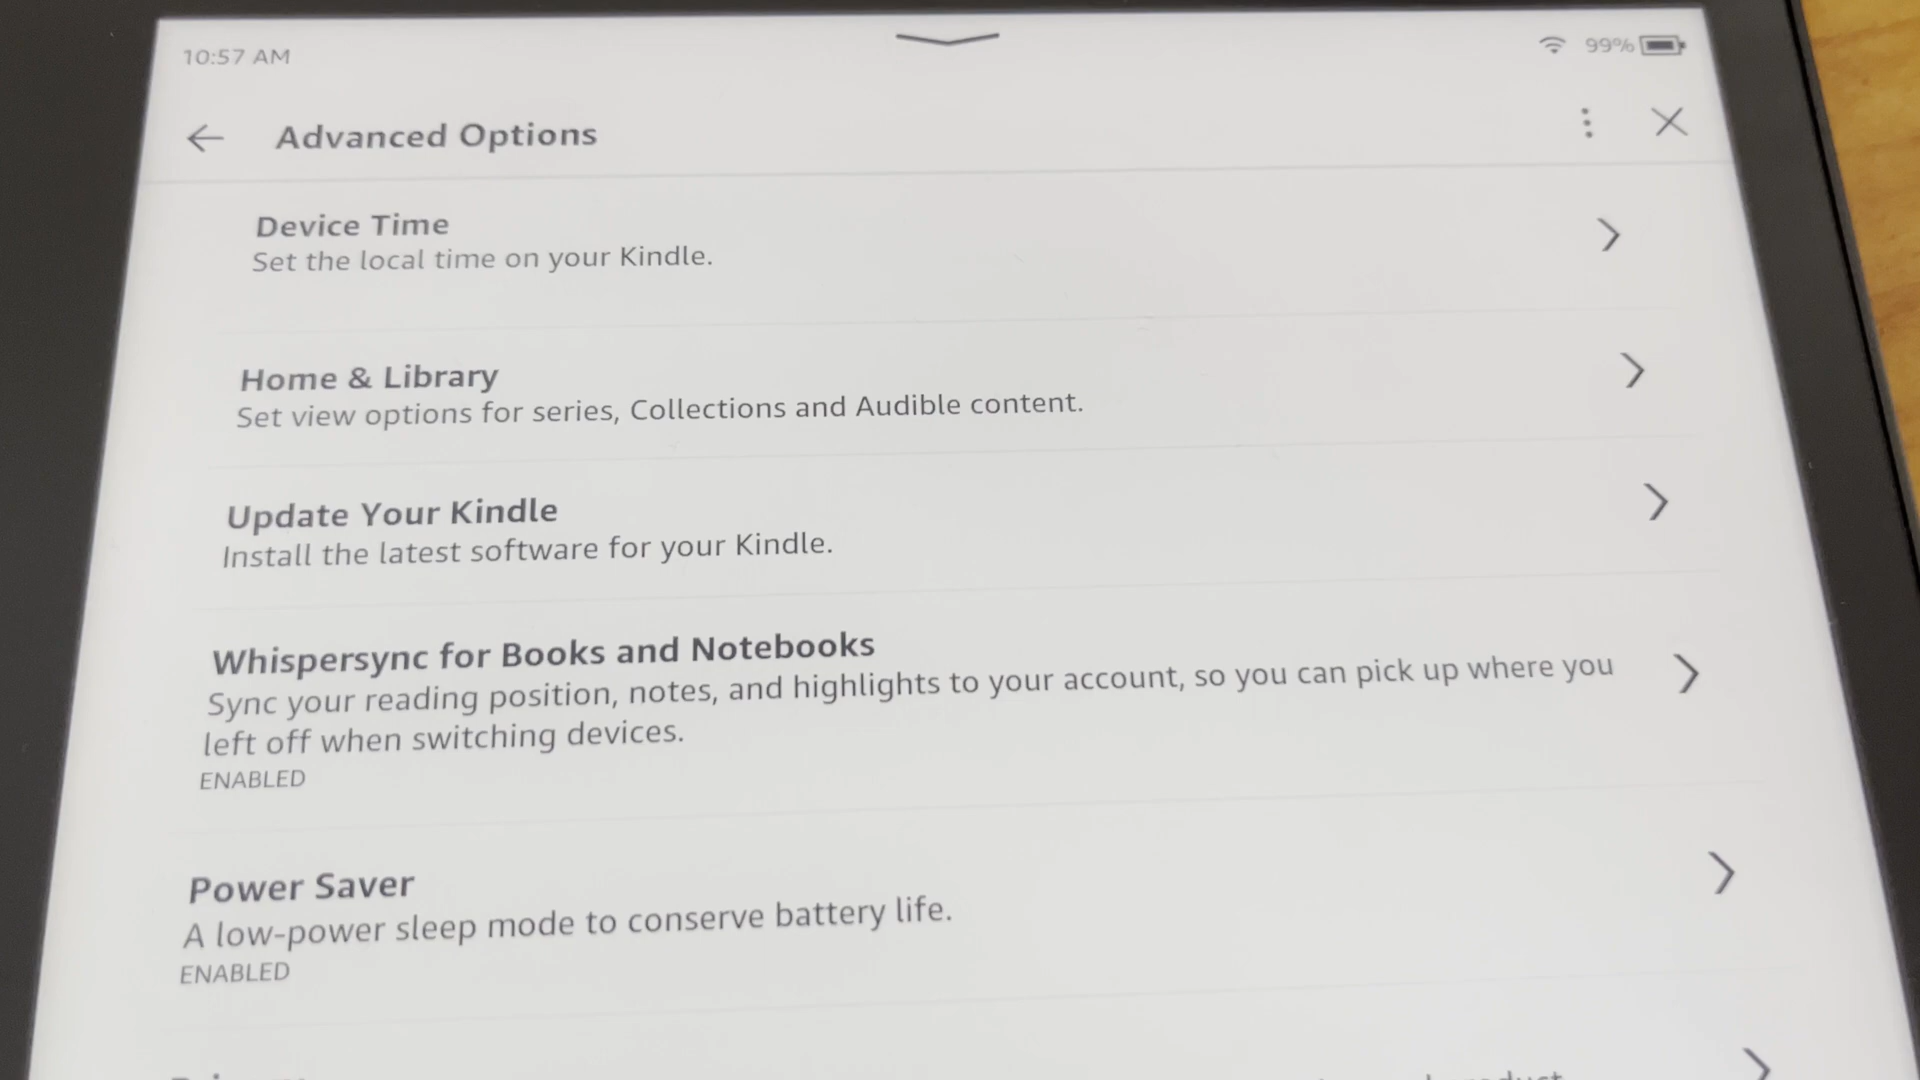 10:57 AM
99%
Advanced Options
Device Time
Set the local time on your Kindle.
Home & Library
Set view options for series, Collections and Audible content.
Update Your Kindle
Install the latest software for your Kindle.
Whispersync for Books and Notebooks
Sync your reading position, notes, and highlights to your account, so you can pick up where you
left off when switching devices.
ENABLED
Power Saver
A low-power sleep mode to conserve battery life.
ENABLED